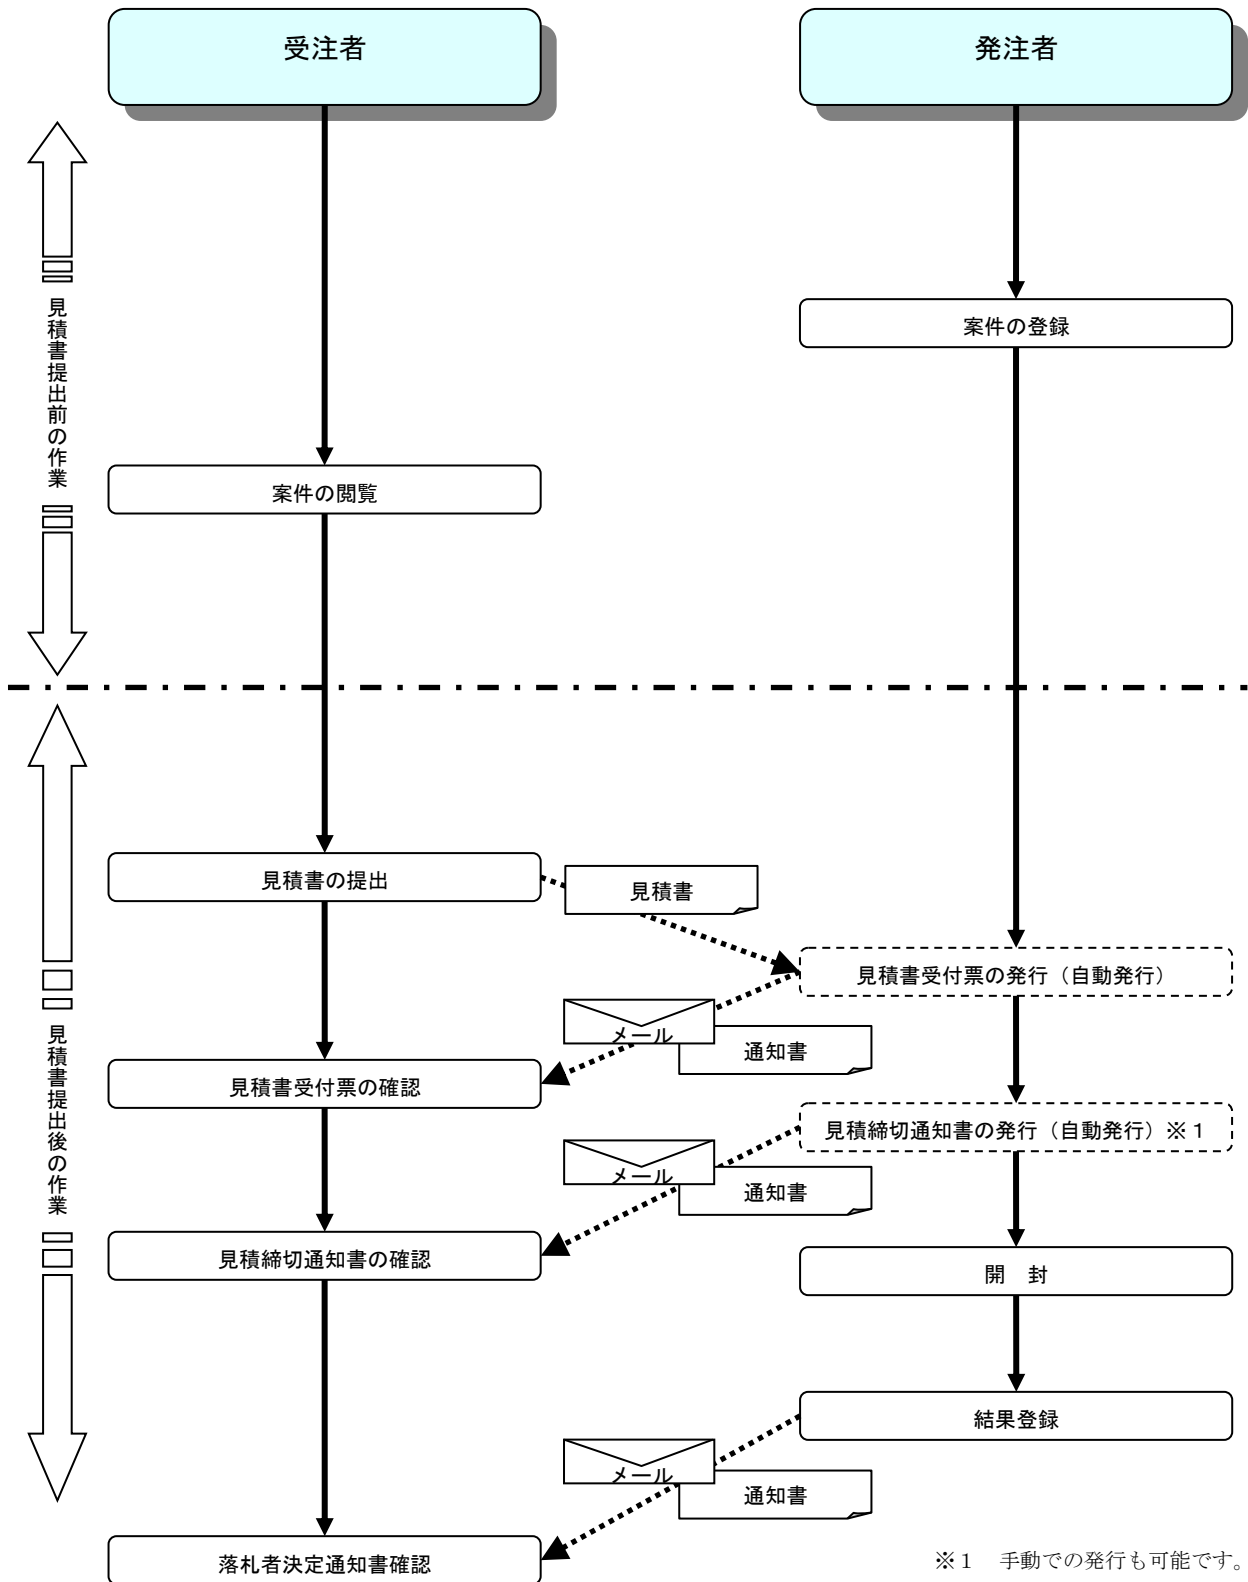 受注者
発注者
見積書提出前の作業
案件の登録
案件の閲覧
見積書提出後の作業
見積書の提出
見積書
見積書受付票の発行（自動発行）
メール
通知書
見積書受付票の確認
見積締切通知書の発行（自動発行）※１
メール
通知書
見積締切通知書の確認
開　封
結果登録
メール
通知書
落札者決定通知書確認
※１　手動での発行も可能です。